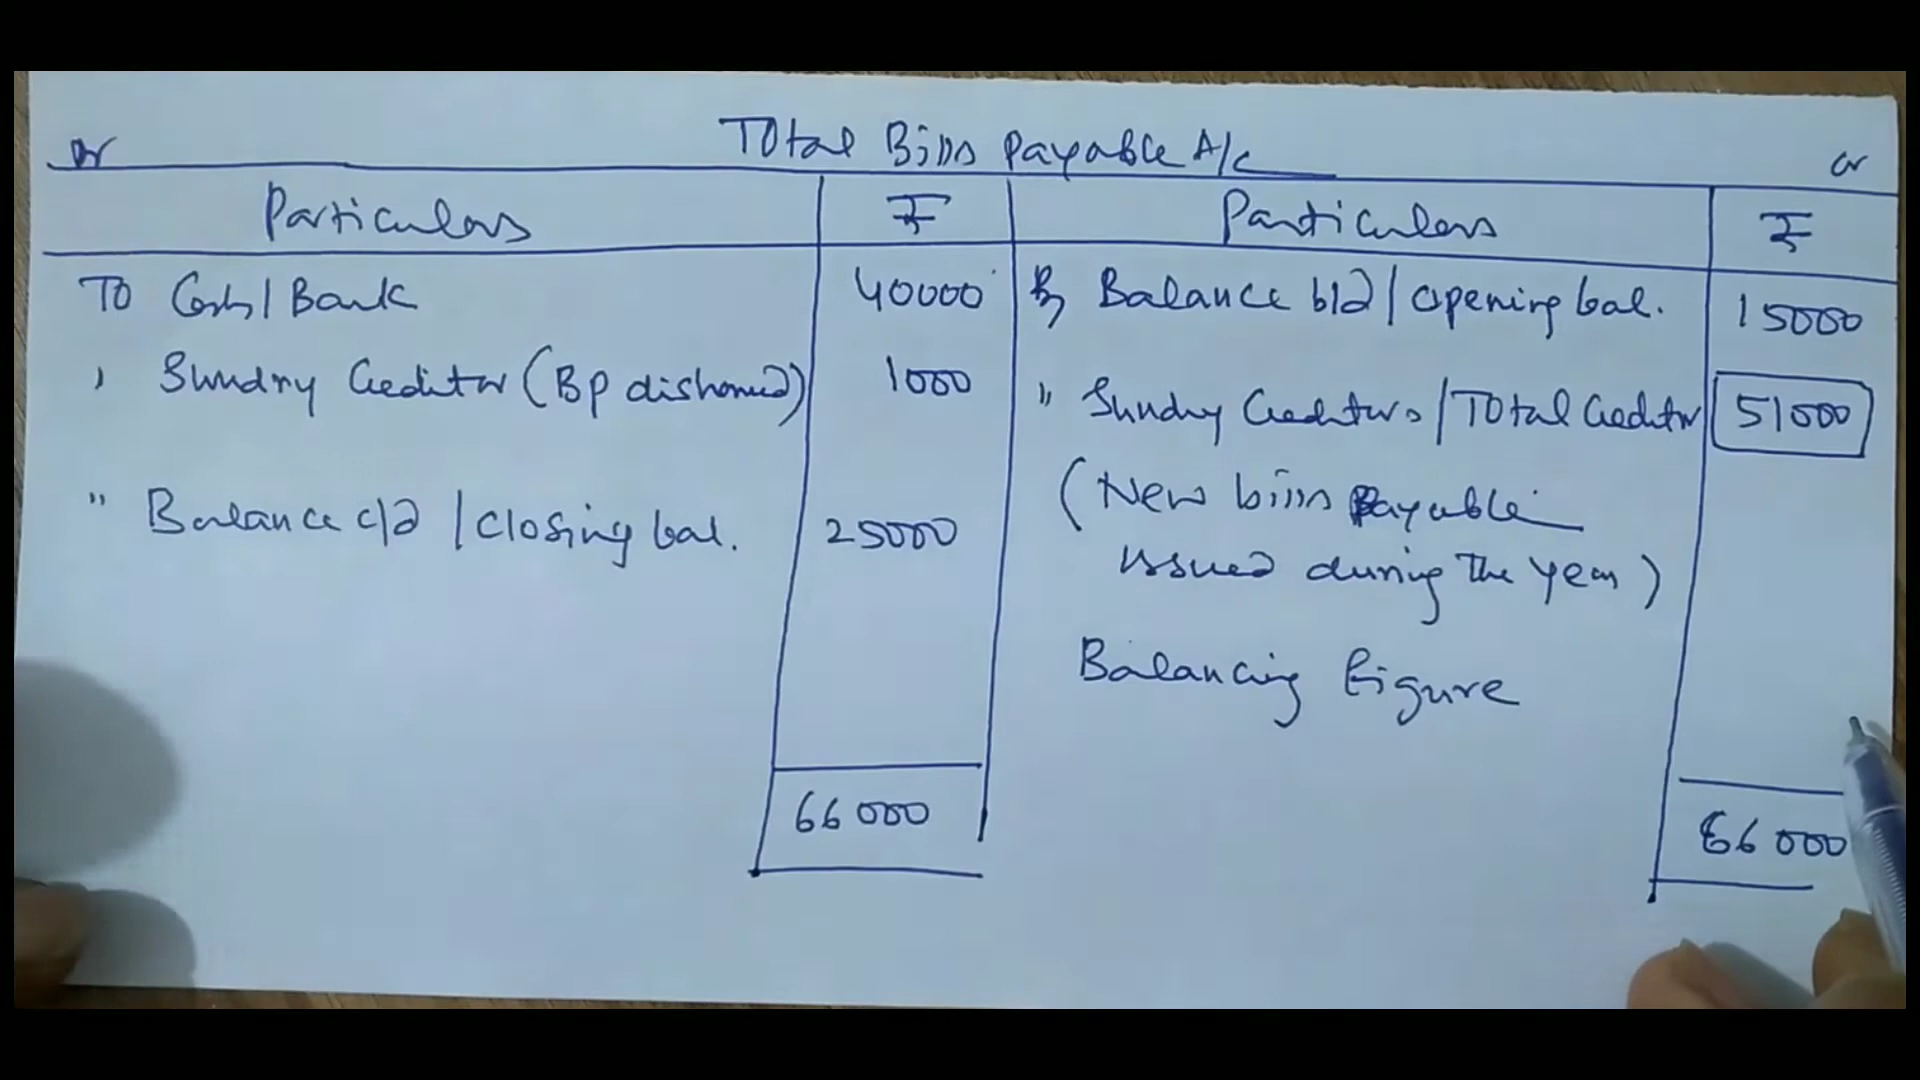 Dr Total Bills Payable A/c Cr
Particulars ₹ Particulars ₹
To Cash/Bank 40000 By Balance b/d/opening bal. 15000
" Sundry Creditor (BP dishonoured) 1000 " Sundry Creditors/Total Creditor 51000
(New bills Payable
" Balance c/d/closing bal. 25000
issued during the year)
Balancing figure
66000 66000